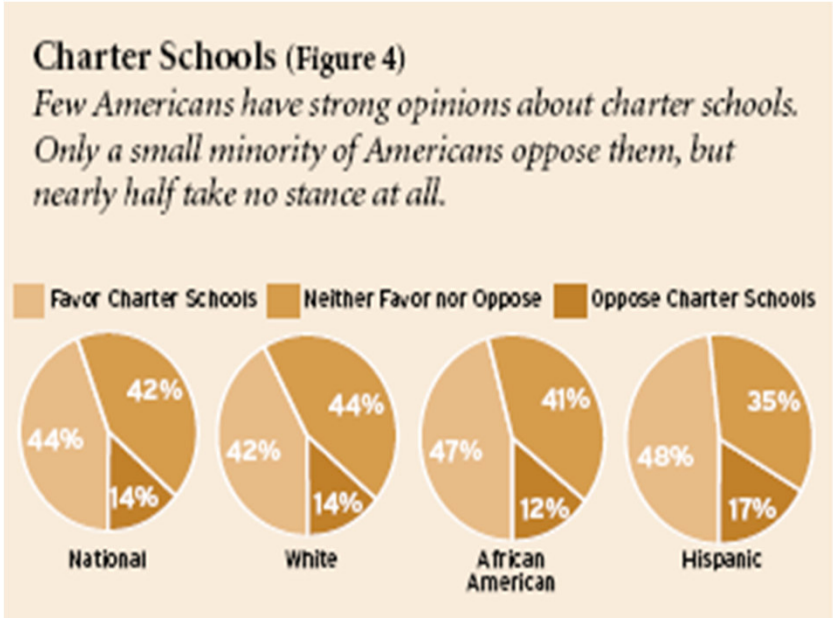 Charter Schools (Figure 4)
Few Americans have strong opinions about charter schools.
Only a small minority of Americans oppose them, but
nearly half take no stance at all.
Favor Charter Schools Neither Favor nor Oppose Oppose Charter Schools
42% 44% 41% 35%
44% 42% 47% 48%
14% 14% 12% 17%
National White African American Hispanic